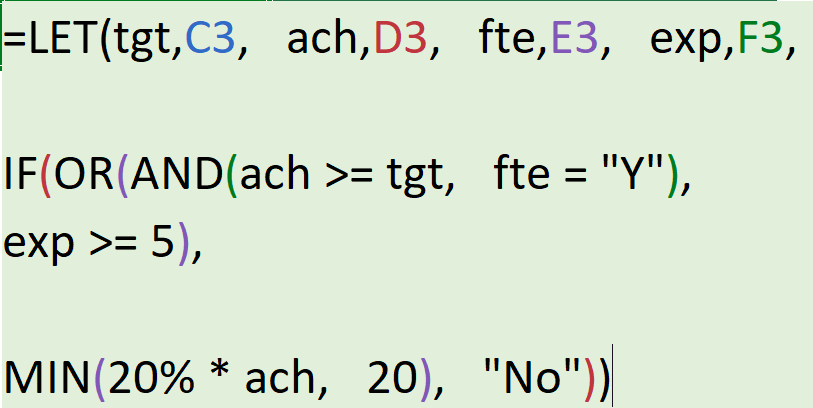 =LET(tgt,C3, ach,D3, fte,E3, exp,F3,
IF(OR(AND(ach >= tgt, fte = "Y"),
exp >= 5),
MIN(20% * ach, 20), "No"))